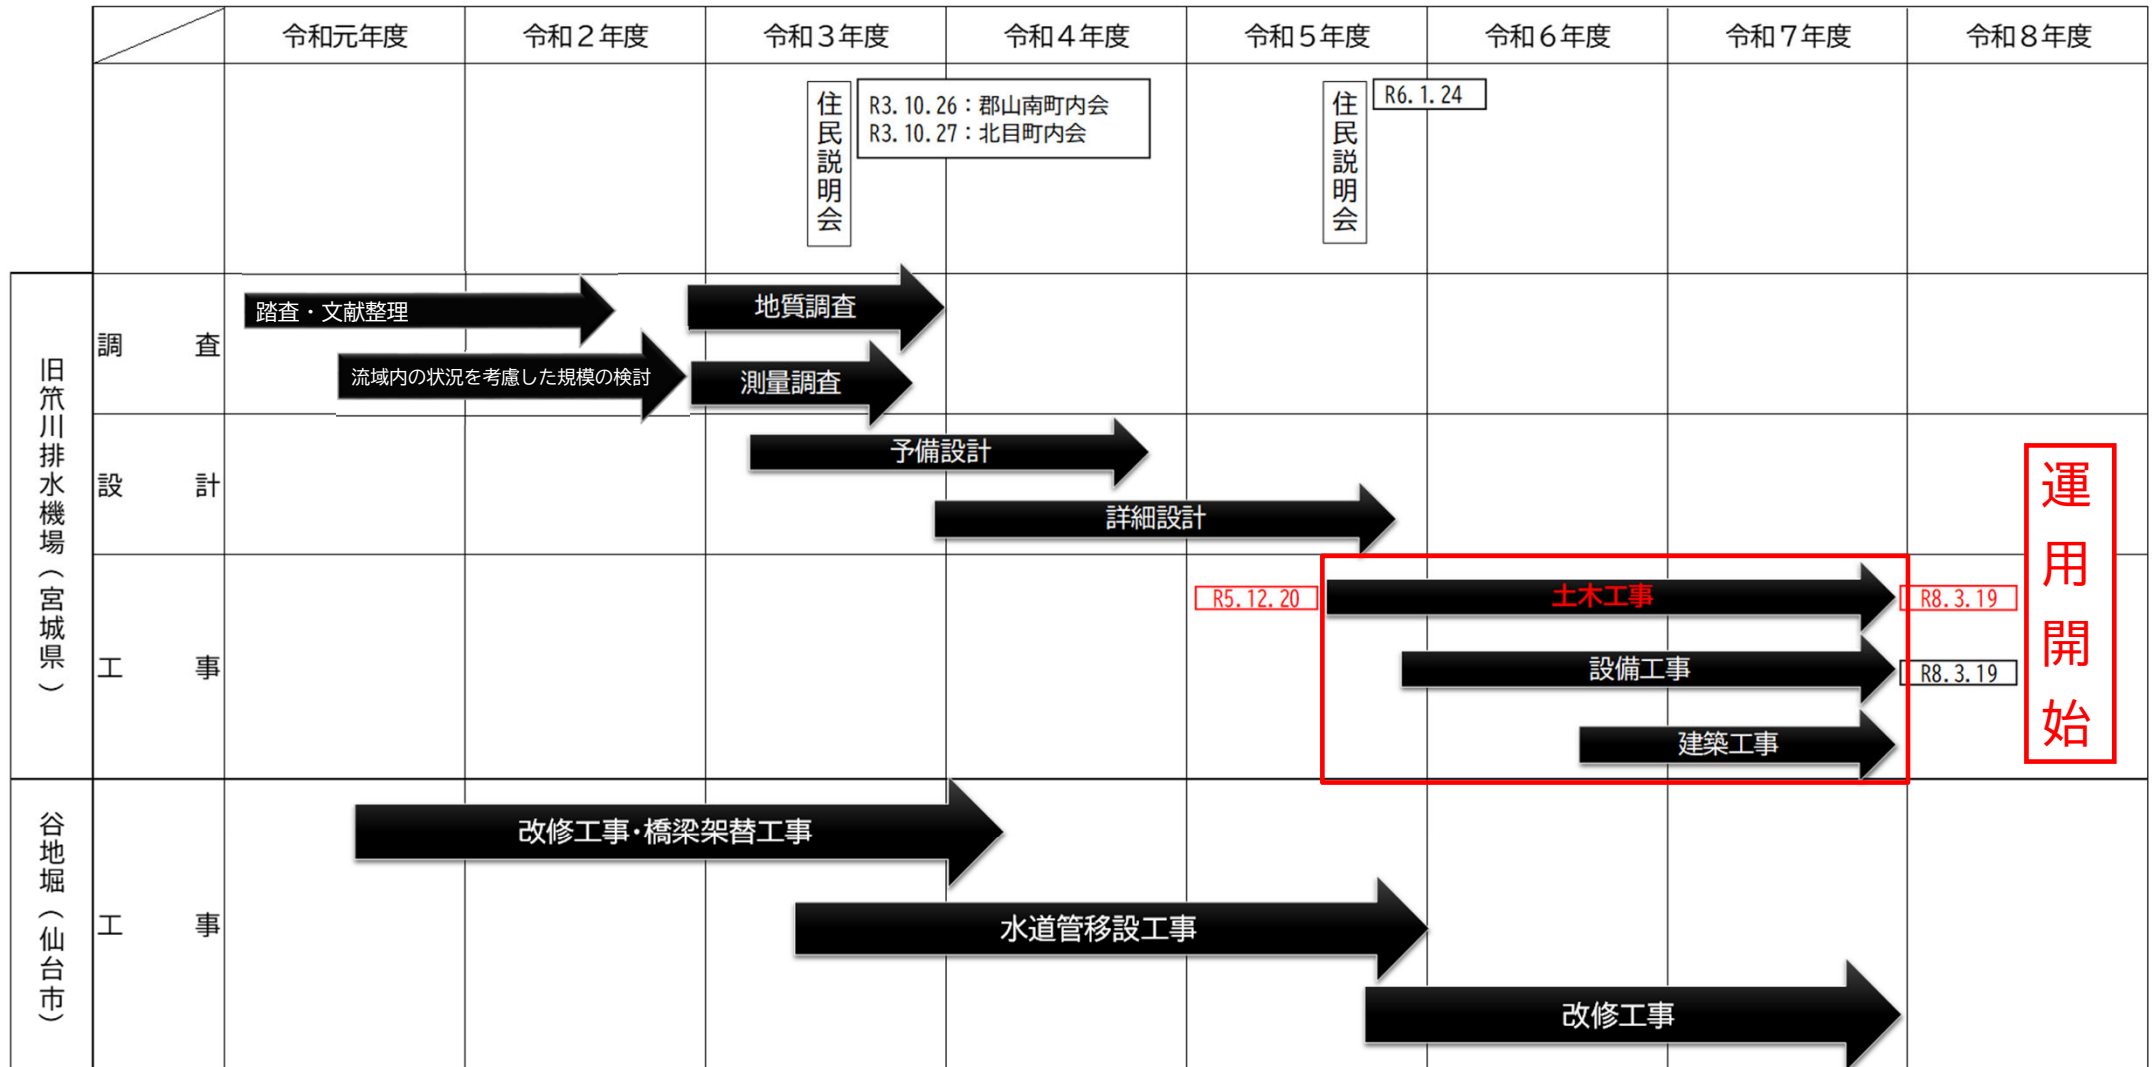 令和元年度
令和２年度
令和３年度
令和４年度
令和５年度
令和６年度
令和７年度
令和８年度
住民説明会
R3.10.26：郡山南町内会
R3.10.27：北目町内会
住民説明会
R6.1.24
旧笊川排水機場（宮城県）
調　査
踏査・文献整理
地質調査
流域内の状況を考慮した規模の検討
測量調査
設　計
予備設計
詳細設計
工　事
R5.12.20
土木工事
R8.3.19
設備工事
R8.3.19
建築工事
運用開始
谷地堀（仙台市）
工　事
改修工事・橋梁架替工事
水道管移設工事
改修工事